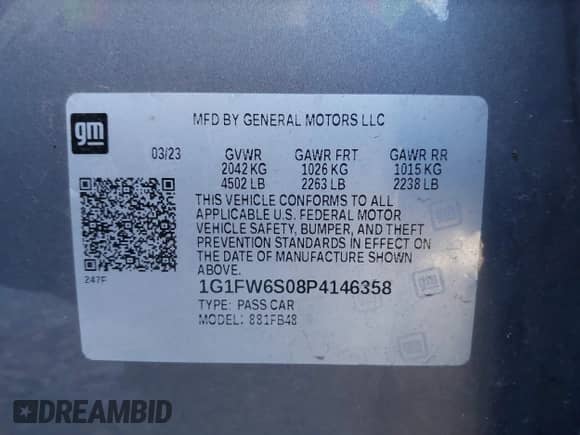 gm
MFD BY GENERAL MOTORS LLC
03/23 GVWR GAWR FRT GAWR RR
2042 KG 1026 KG 1015 KG
4502 LB 2263 LB 2238 LB
THIS VEHICLE CONFORMS TO ALL
APPLICABLE U.S. FEDERAL MOTOR
VEHICLE SAFETY, BUMPER, AND THEFT
PREVENTION STANDARDS IN EFFECT ON
THE DATE OF MANUFACTURE SHOWN
ABOVE.
247F
1G1FW6S08P4146358
TYPE: PASS CAR
MODEL: 881FB48
DREAMBID